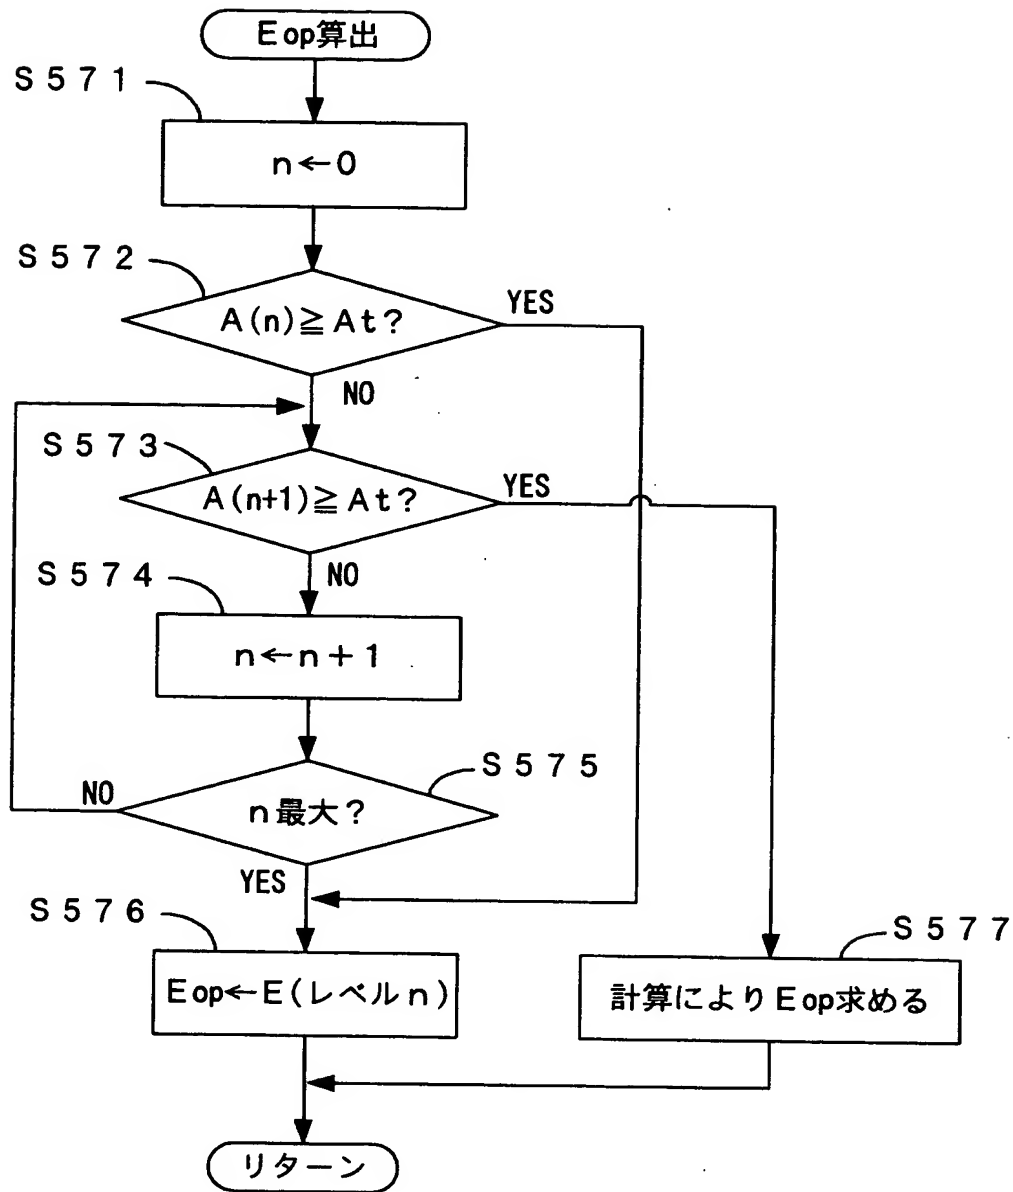 Eop算出
S571
n←0
S572
A(n)≧At?
YES
NO
S573
A(n+1)≧At?
YES
NO
S574
n←n+1
S575
NO
n最大?
YES
S576
Eop←E(レベルn)
S577
計算によりEop求める
リターン